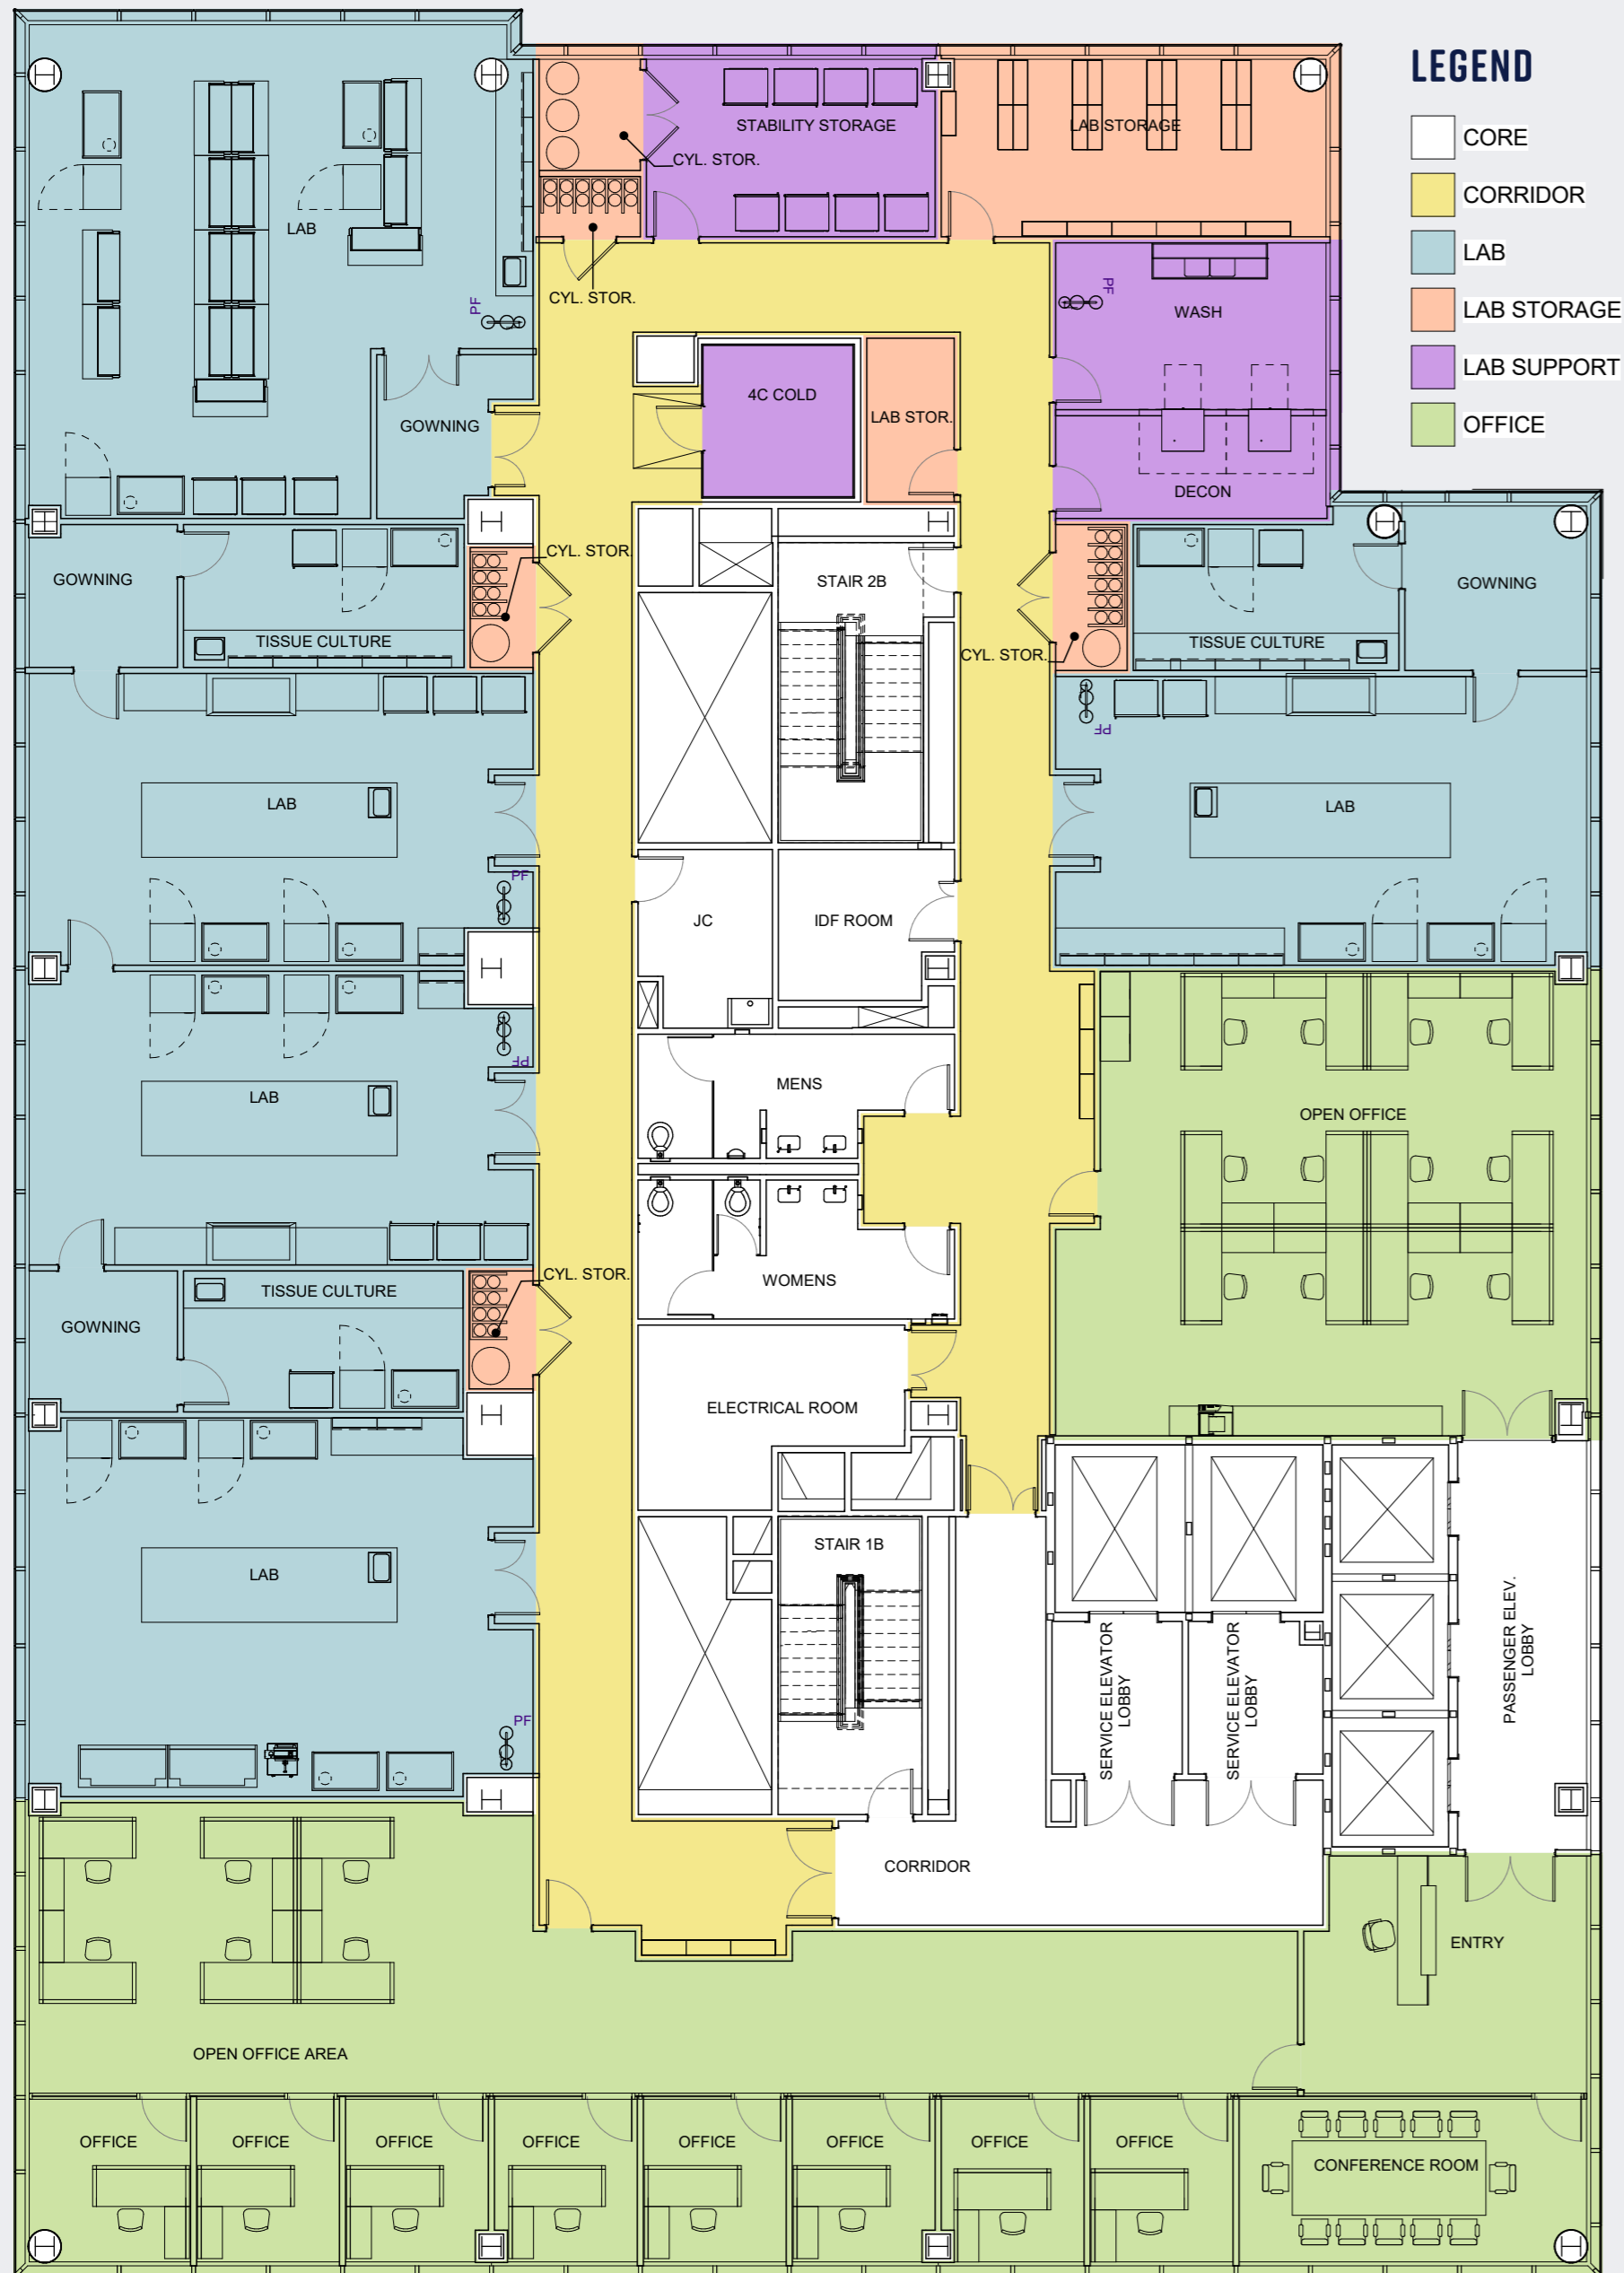 LEGEND
CORE
CORRIDOR
LAB
LAB STORAGE
LAB SUPPORT
OFFICE
STABILITY STORAGE
LAB STORAGE
CYL. STOR.
LAB
CYL. STOR.
PF
PF
WASH
4C COLD
LAB STOR.
GOWNING
DECON
CYL. STOR.
GOWNING
STAIR 2B
GOWNING
TISSUE CULTURE
CYL. STOR.
TISSUE CULTURE
PF
LAB
LAB
PF
JC
IDF ROOM
PF
MENS
LAB
OPEN OFFICE
CYL. STOR.
WOMENS
TISSUE CULTURE
GOWNING
ELECTRICAL ROOM
STAIR 1B
LAB
SERVICE ELEVATOR
LOBBY
SERVICE ELEVATOR
LOBBY
PASSENGER ELEV.
LOBBY
PF
CORRIDOR
ENTRY
OPEN OFFICE AREA
OFFICE
OFFICE
OFFICE
OFFICE
OFFICE
OFFICE
OFFICE
OFFICE
CONFERENCE ROOM